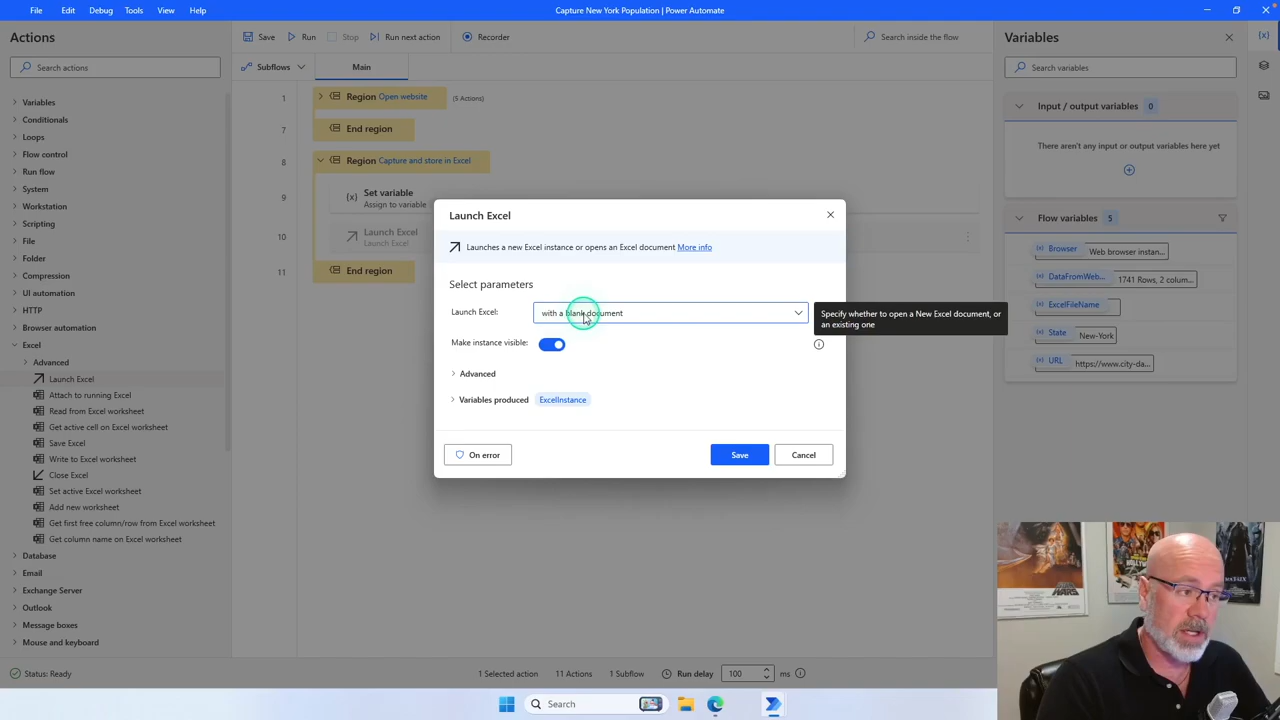 File Edit Debug Tools View Help
Capture New York Population | Power Automate
Actions
Search actions
Variables
Conditionals
Loops
Flow control
Run flow
System
Workstation
Scripting
File
Folder
Compression
UI automation
HTTP
Browser automation
Excel
Advanced
Launch Excel
Attach to running Excel
Read from Excel worksheet
Get active cell on Excel worksheet
Save Excel
Write to Excel worksheet
Close Excel
Set active Excel worksheet
Add new worksheet
Get first free column/row from Excel worksheet
Get column name on Excel worksheet
Database
Email
Exchange Server
Outlook
Message boxes
Mouse and keyboard
Save Run Stop Run next action Recorder
Search inside the flow
Subflows Main
1 Region Open website (5 Actions)
7 End region
8 Region Capture and store in Excel
9 Set variable
Assign to variable
10 Launch Excel
Launch Excel
11 End region
Launch Excel
Launches a new Excel instance or opens an Excel document More info
Select parameters
Launch Excel: with a blank document
Make instance visible:
Advanced
Variables produced ExcelInstance
On error Save Cancel
Specify whether to open a New Excel document, or
an existing one
Variables
{x}
Search variables
Input / output variables 0
There aren't any input or output variables here yet
Flow variables 5
(x) Browser Web browser instan...
(x) DataFromWeb... 1741 Rows, 2 colum...
(x) ExcelFileName
(x) State New-York
(x) URL https://www.city-da...
Status: Ready
1 Selected action 11 Actions 1 Subflow Run delay 100 ms
Search
STAR
WARS